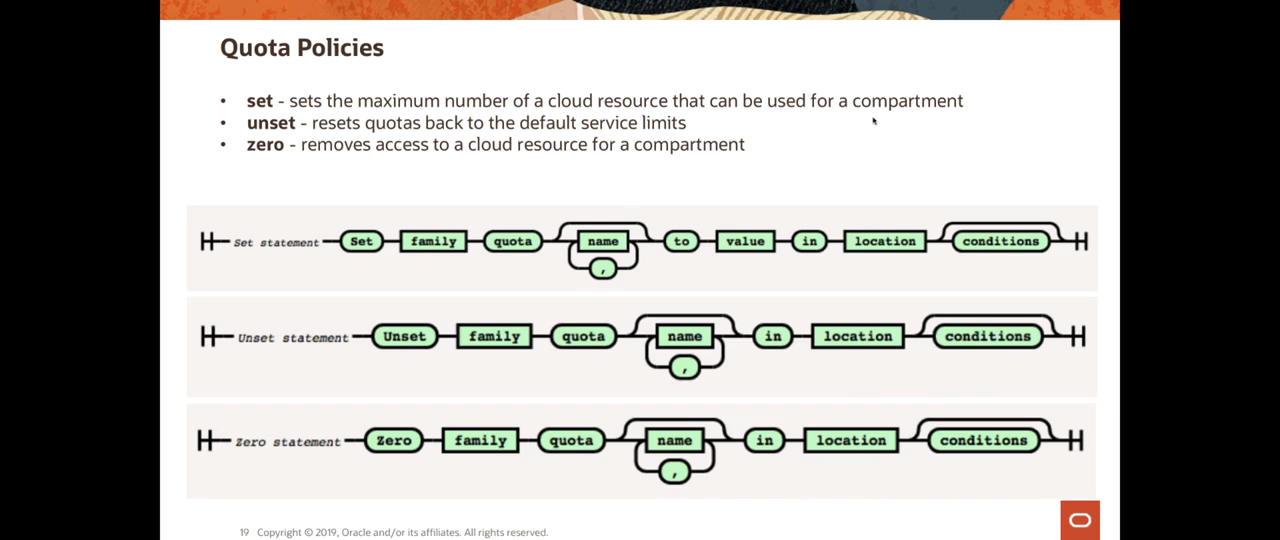 Quota Policies
• set - sets the maximum number of a cloud resource that can be used for a compartment
• unset - resets quotas back to the default service limits
• zero - removes access to a cloud resource for a compartment
Set statement Set family quota name to value in location conditions
,
Unset statement Unset family quota name in location conditions
,
Zero statement Zero family quota name in location conditions
,
19 Copyright © 2019, Oracle and/or its affiliates. All rights reserved.